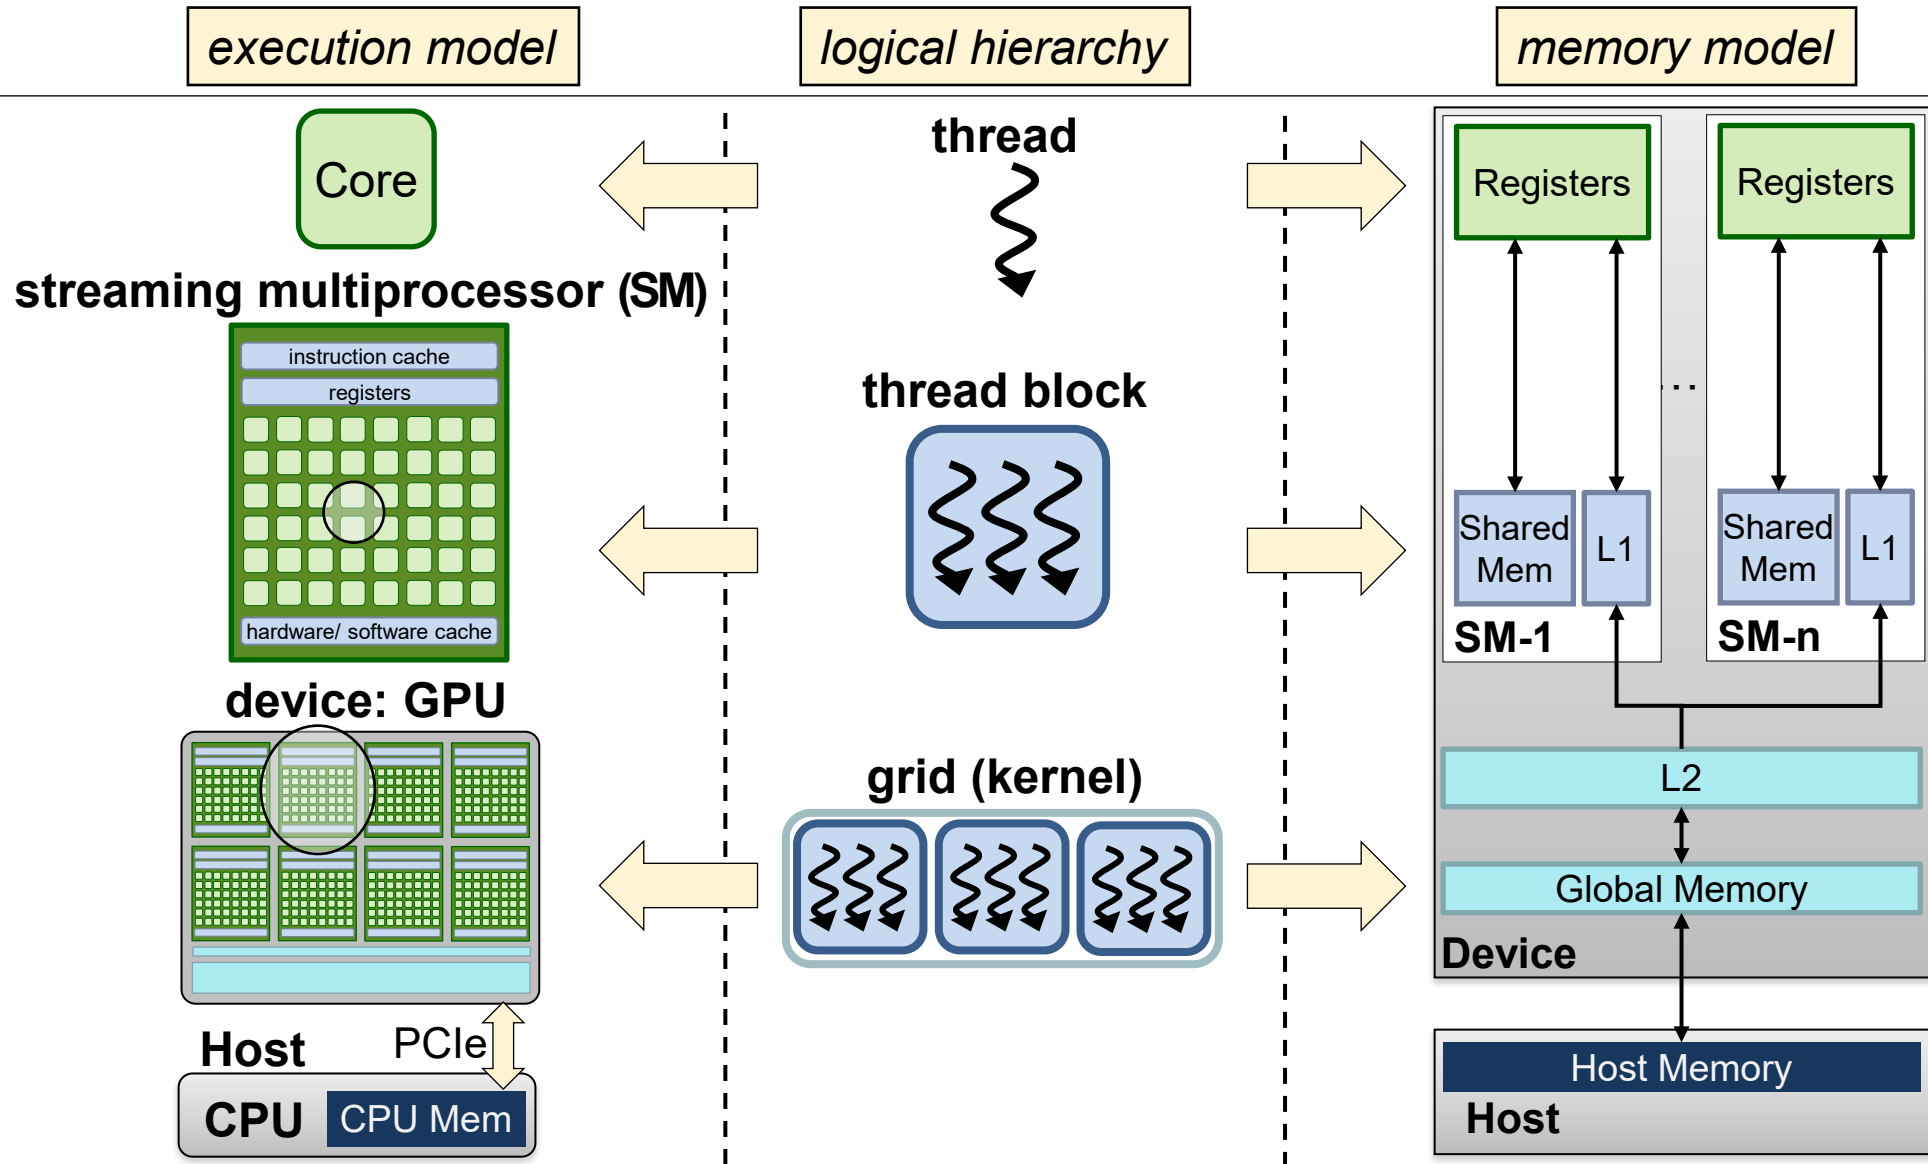 execution model
logical hierarchy
memory model
Core
streaming multiprocessor (SM)
instruction cache
registers
hardware/ software cache
device: GPU
Host
PCIe
CPU
CPU Mem
thread
thread block
grid (kernel)
Registers
Registers
...
Shared
Mem
L1
Shared
Mem
L1
SM-1
SM-n
L2
Global Memory
Device
Host Memory
Host